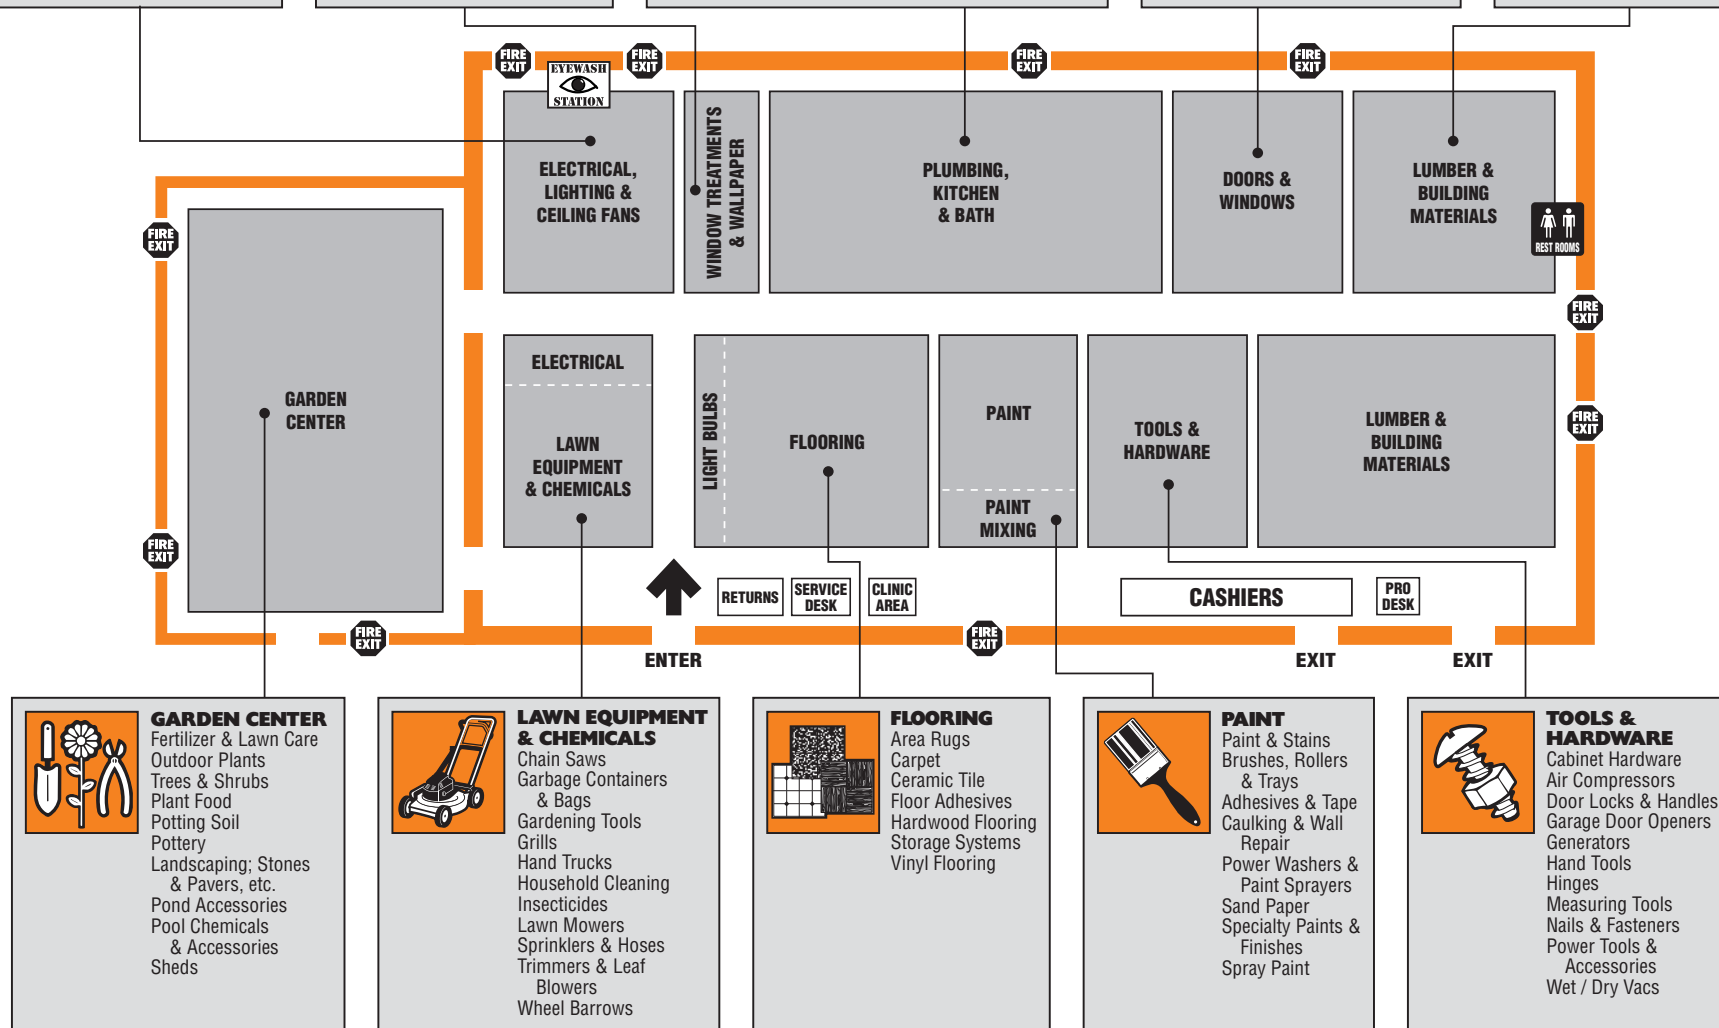 FIRE
EXIT
FIRE
EXIT
FIRE
EXIT
FIRE
EXIT
EYEWASH
STATION
ELECTRICAL,
LIGHTING &
CEILING FANS
WINDOW TREATMENTS
& WALLPAPER
PLUMBING,
KITCHEN
& BATH
DOORS &
WINDOWS
LUMBER &
BUILDING
MATERIALS
REST ROOMS
FIRE
EXIT
FIRE
EXIT
GARDEN
CENTER
ELECTRICAL
LAWN
EQUIPMENT
& CHEMICALS
LIGHT BULBS
FLOORING
PAINT
PAINT
MIXING
TOOLS &
HARDWARE
LUMBER &
BUILDING
MATERIALS
FIRE
EXIT
FIRE
EXIT
RETURNS
SERVICE
DESK
CLINIC
AREA
CASHIERS
PRO
DESK
FIRE
EXIT
FIRE
EXIT
ENTER
EXIT
EXIT
GARDEN CENTER
Fertilizer & Lawn Care
Outdoor Plants
Trees & Shrubs
Plant Food
Potting Soil
Pottery
Landscaping; Stones
& Pavers, etc.
Pond Accessories
Pool Chemicals
& Accessories
Sheds
LAWN EQUIPMENT
& CHEMICALS
Chain Saws
Garbage Containers
& Bags
Gardening Tools
Grills
Hand Trucks
Household Cleaning
Insecticides
Lawn Mowers
Sprinklers & Hoses
Trimmers & Leaf
Blowers
Wheel Barrows
FLOORING
Area Rugs
Carpet
Ceramic Tile
Floor Adhesives
Hardwood Flooring
Storage Systems
Vinyl Flooring
PAINT
Paint & Stains
Brushes, Rollers
& Trays
Adhesives & Tape
Caulking & Wall
Repair
Power Washers &
Paint Sprayers
Sand Paper
Specialty Paints &
Finishes
Spray Paint
TOOLS &
HARDWARE
Cabinet Hardware
Air Compressors
Door Locks & Handles
Garage Door Openers
Generators
Hand Tools
Hinges
Measuring Tools
Nails & Fasteners
Power Tools &
Accessories
Wet / Dry Vacs